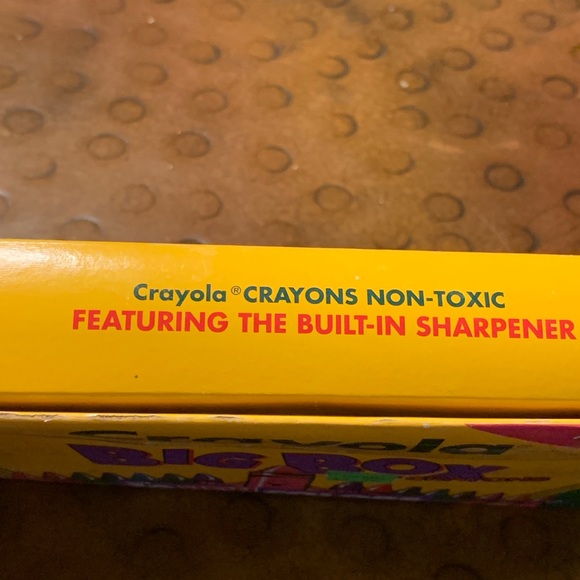 Crayola® CRAYONS NON-TOXIC
FEATURING THE BUILT-IN SHARPENER
Crayola
BIG BOX